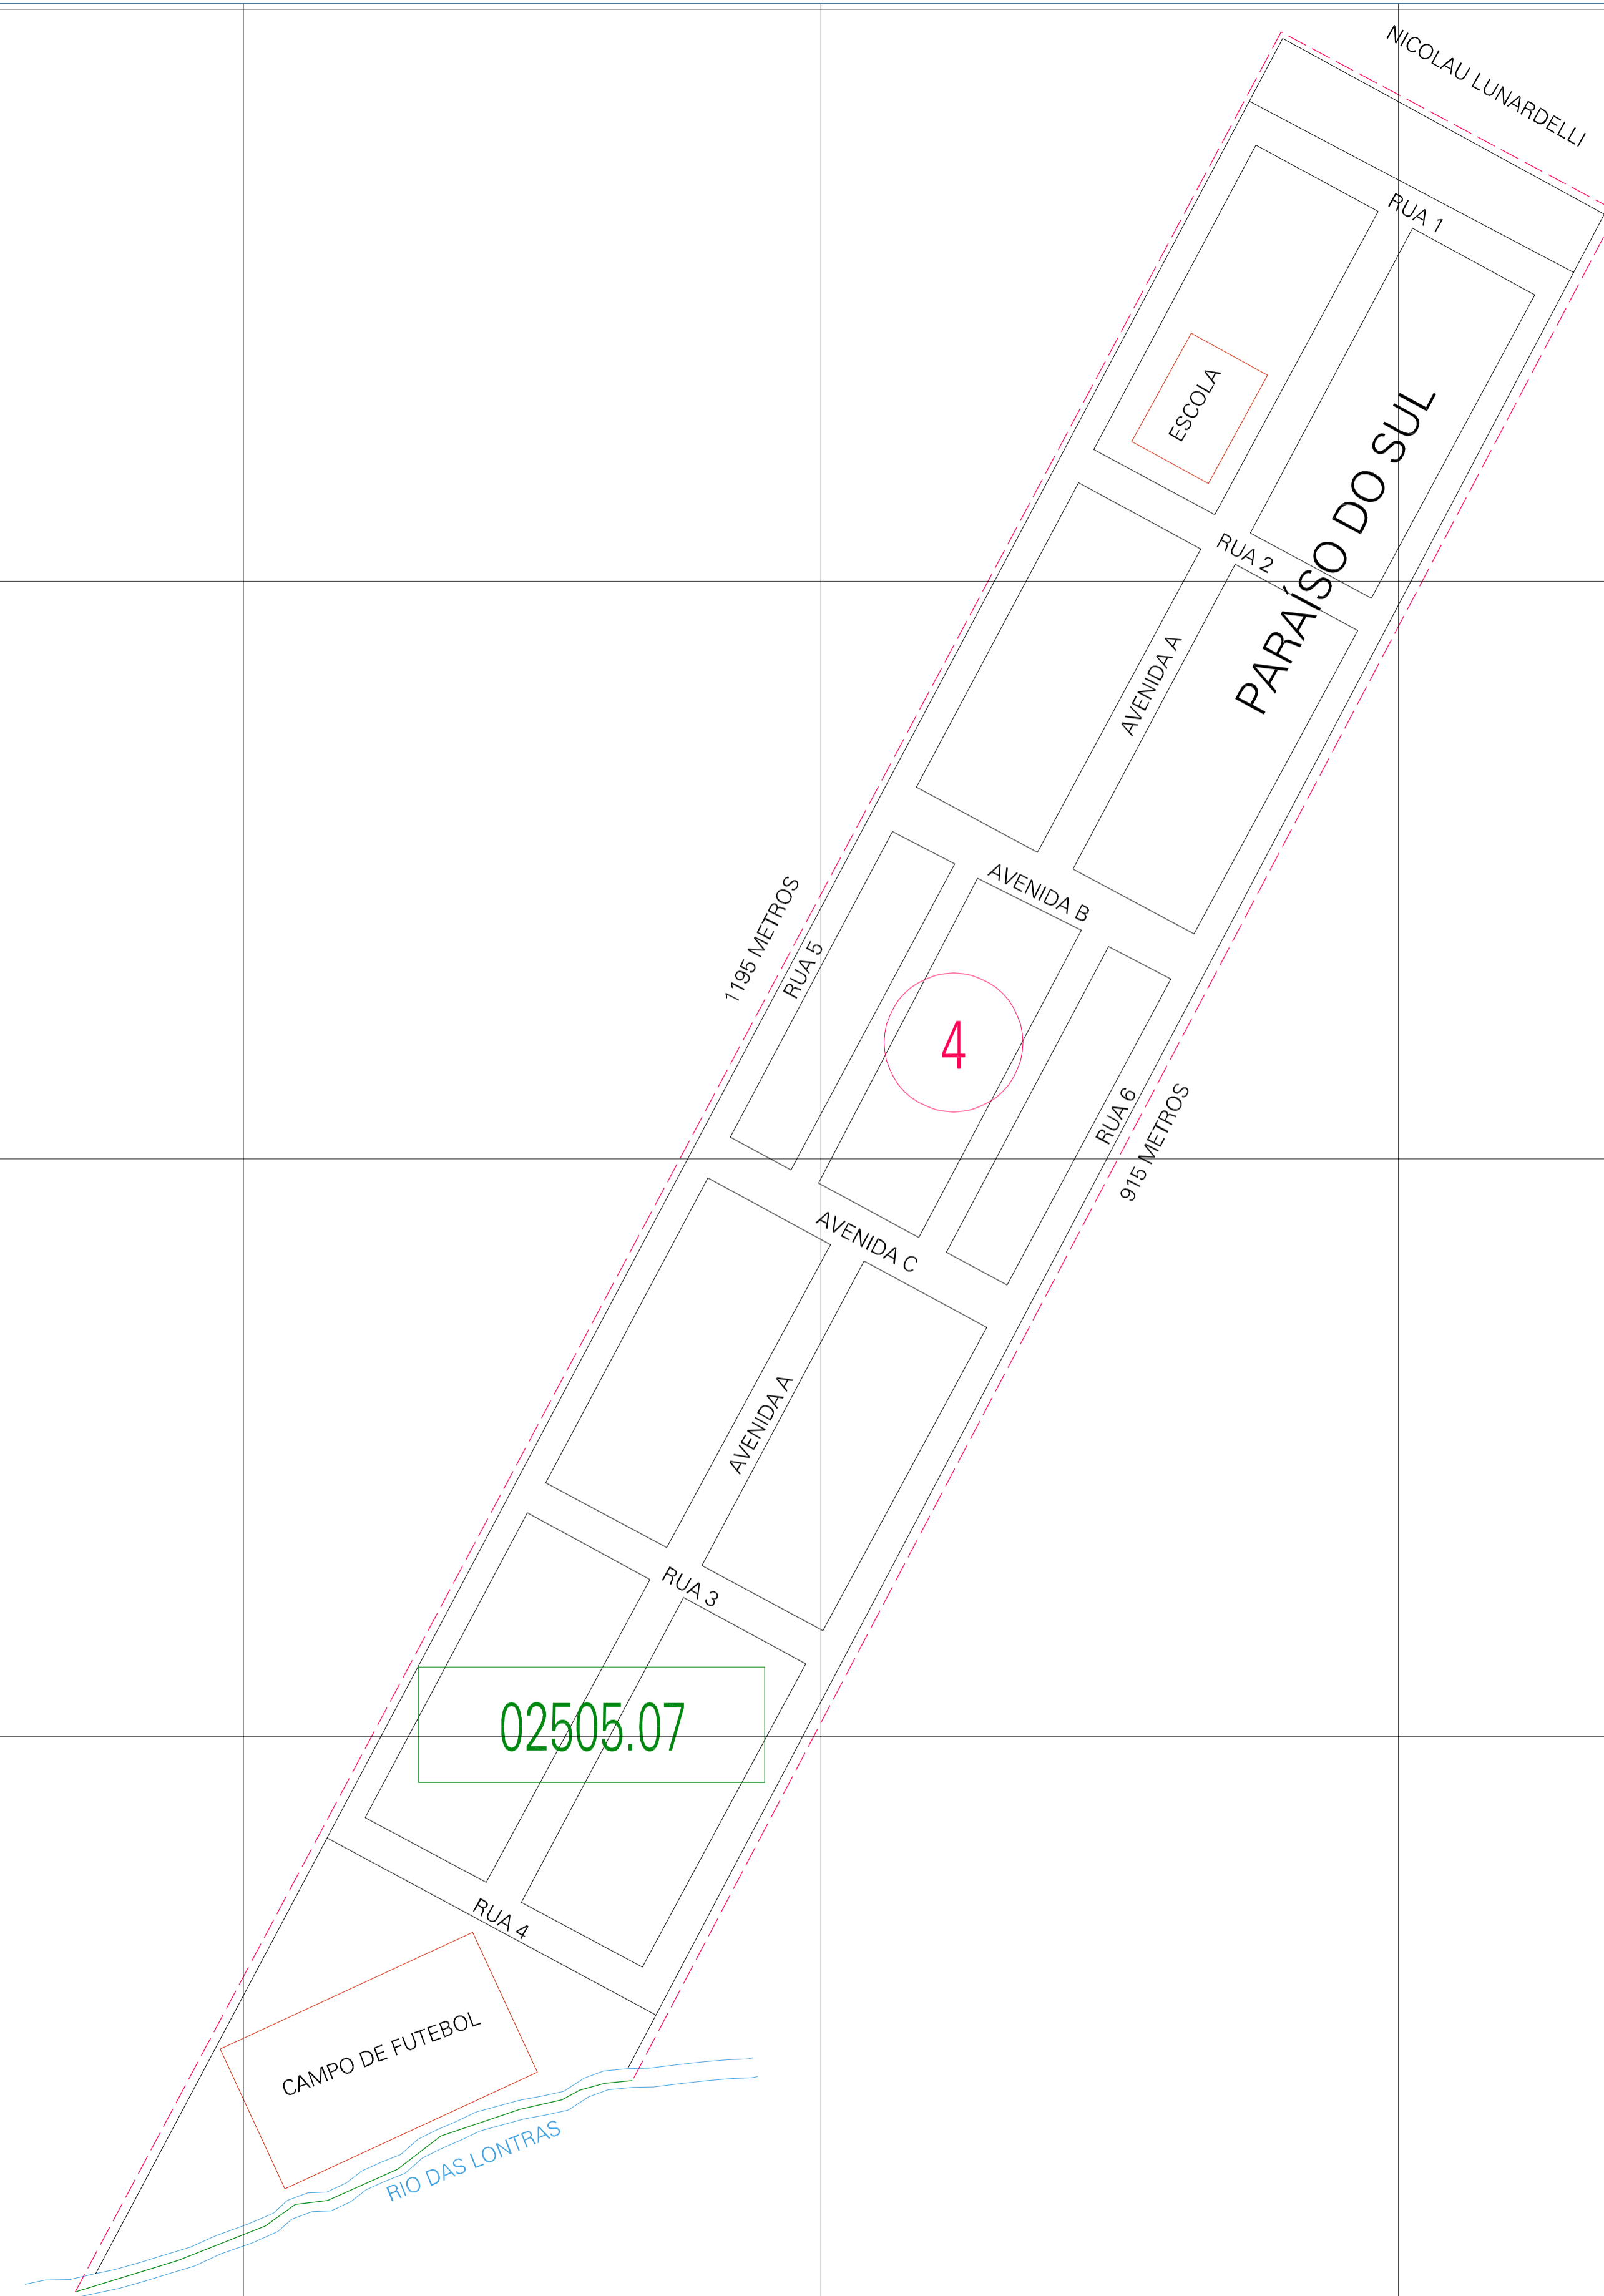 NICOLAU LUNARDELLI
RUA 1
ESCOLA
PARAÍSO DO SUL
RUA 2
AVENIDA A
AVENIDA B
1195 METROS
RUA 5
4
RUA 6
915 METROS
AVENIDA C
AVENIDA A
RUA 3
02505.07
RUA 4
CAMPO DE FUTEBOL
RIO DAS LONTRAS